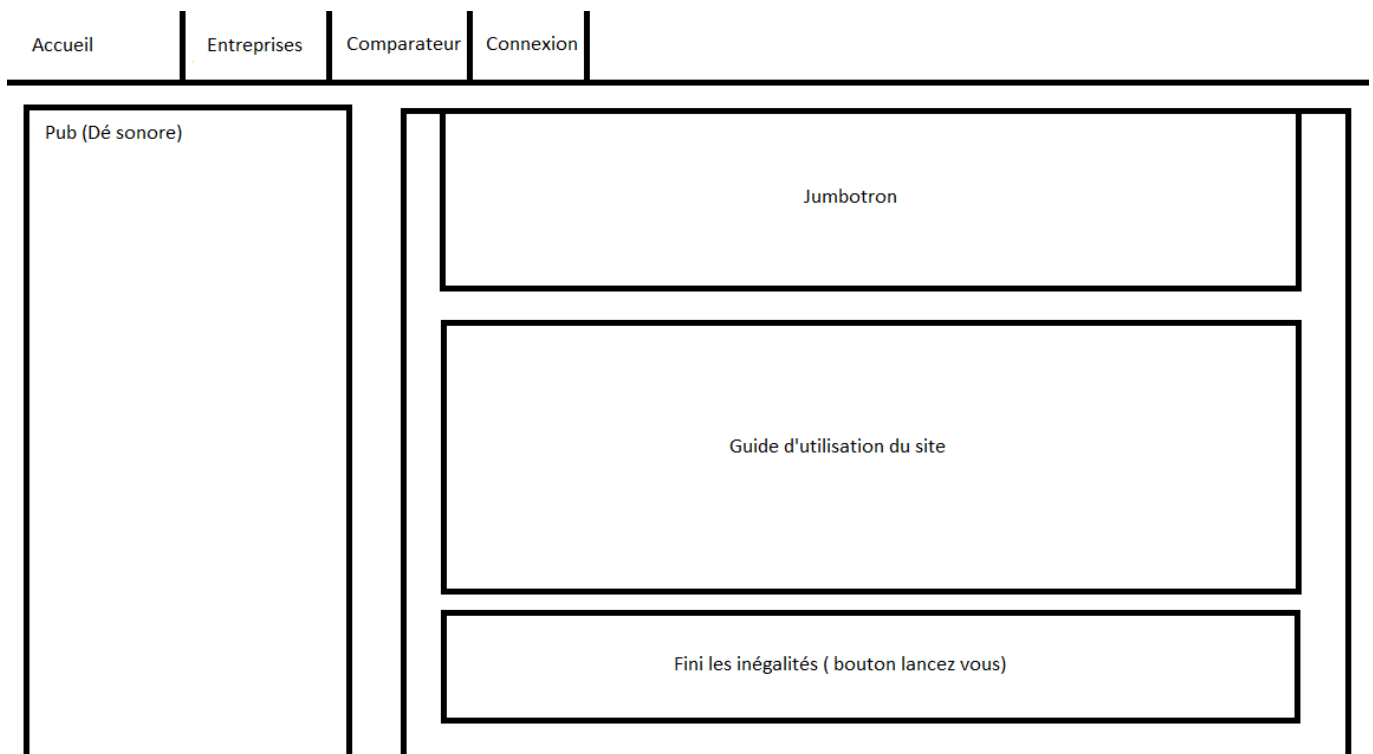 Accueil
Entreprises
Comparateur
Connexion
Pub (Dé sonore)
Jumbotron
Guide d'utilisation du site
Fini les inégalités ( bouton lancez vous)